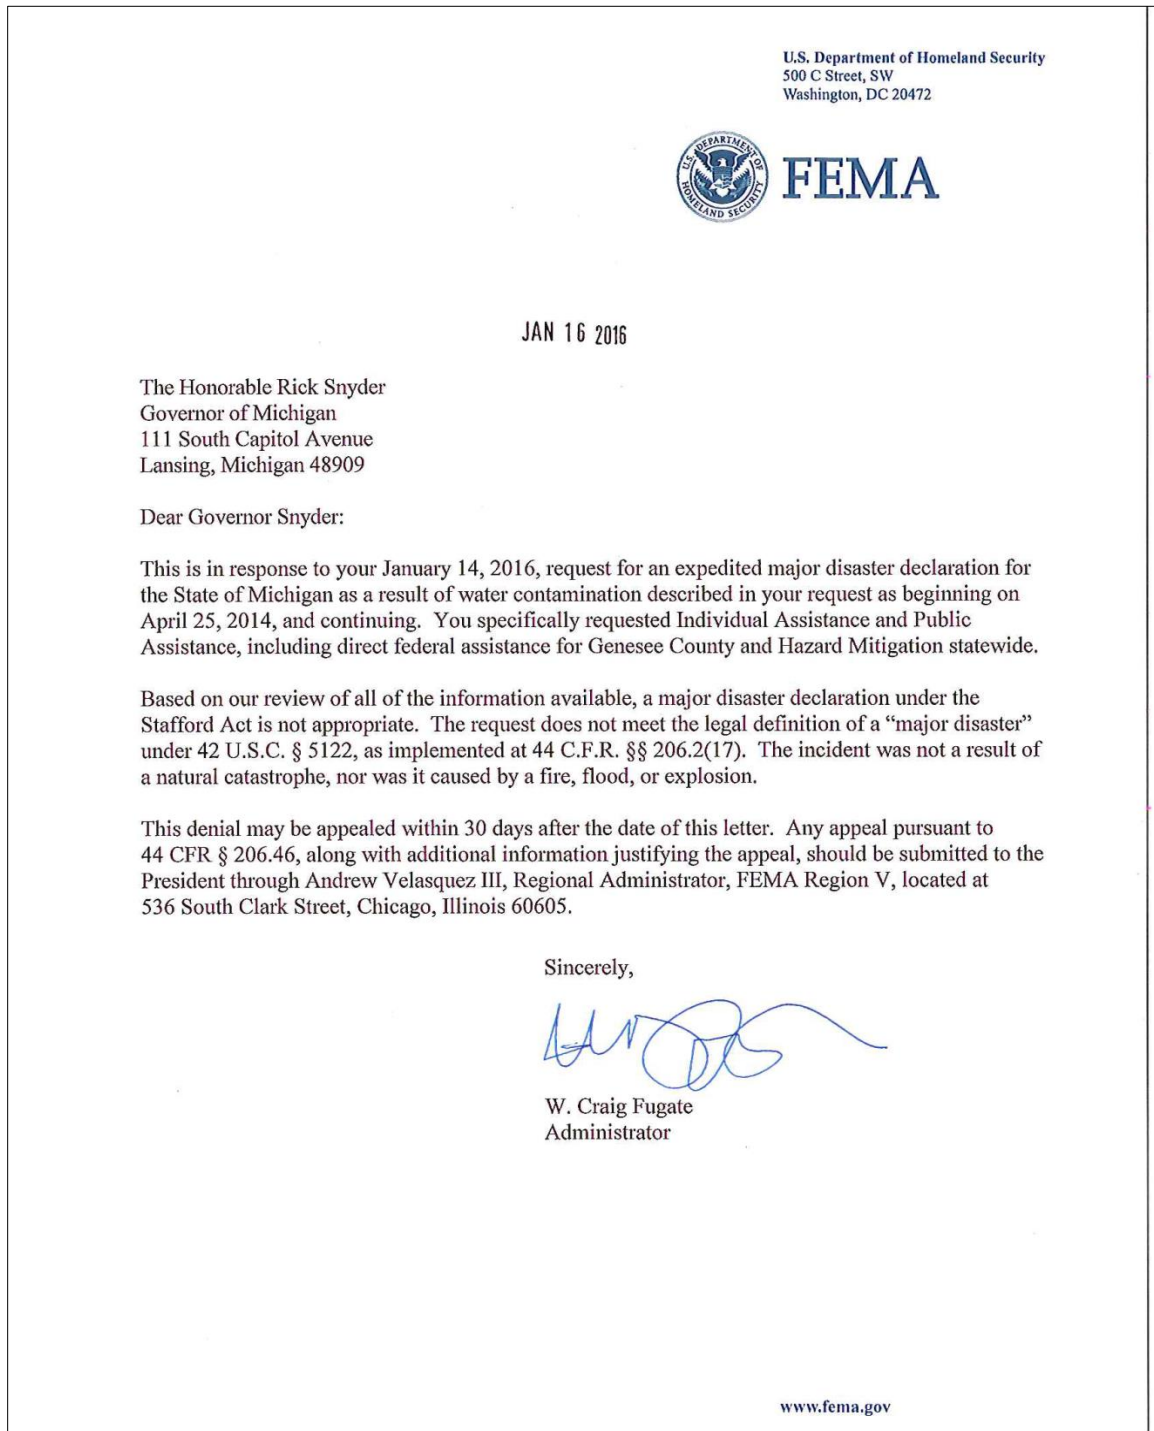 U.S. Department of Homeland Security
500 C Street, SW
Washington, DC 20472
U.S. DEPARTMENT OF HOMELAND SECURITY
FEMA
JAN 16 2016
The Honorable Rick Snyder
Governor of Michigan
111 South Capitol Avenue
Lansing, Michigan 48909
Dear Governor Snyder:
This is in response to your January 14, 2016, request for an expedited major disaster declaration for
the State of Michigan as a result of water contamination described in your request as beginning on
April 25, 2014, and continuing.  You specifically requested Individual Assistance and Public
Assistance, including direct federal assistance for Genesee County and Hazard Mitigation statewide.
Based on our review of all of the information available, a major disaster declaration under the
Stafford Act is not appropriate.  The request does not meet the legal definition of a “major disaster”
under 42 U.S.C. § 5122, as implemented at 44 C.F.R. §§ 206.2(17).  The incident was not a result of
a natural catastrophe, nor was it caused by a fire, flood, or explosion.
This denial may be appealed within 30 days after the date of this letter.  Any appeal pursuant to
44 CFR § 206.46, along with additional information justifying the appeal, should be submitted to the
President through Andrew Velasquez III, Regional Administrator, FEMA Region V, located at
536 South Clark Street, Chicago, Illinois 60605.
Sincerely,
W. Craig Fugate
Administrator
www.fema.gov